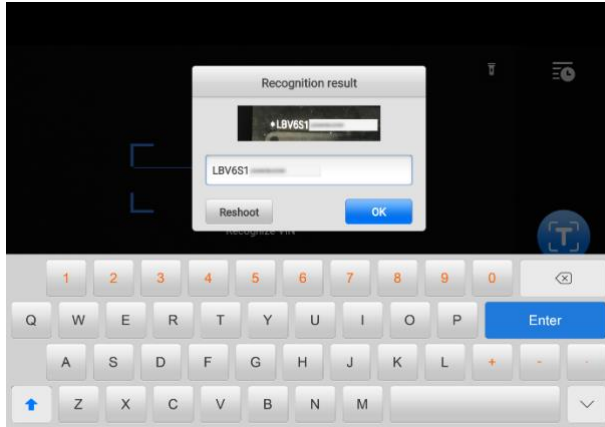 Recognition result
LBV6S1
LBV6S1
Reshoot
OK
Recognize VIN
1 2 3 4 5 6 7 8 9 0
Q W E R T Y U I O P Enter
A S D F G H J K L + -
Z X C V B N M